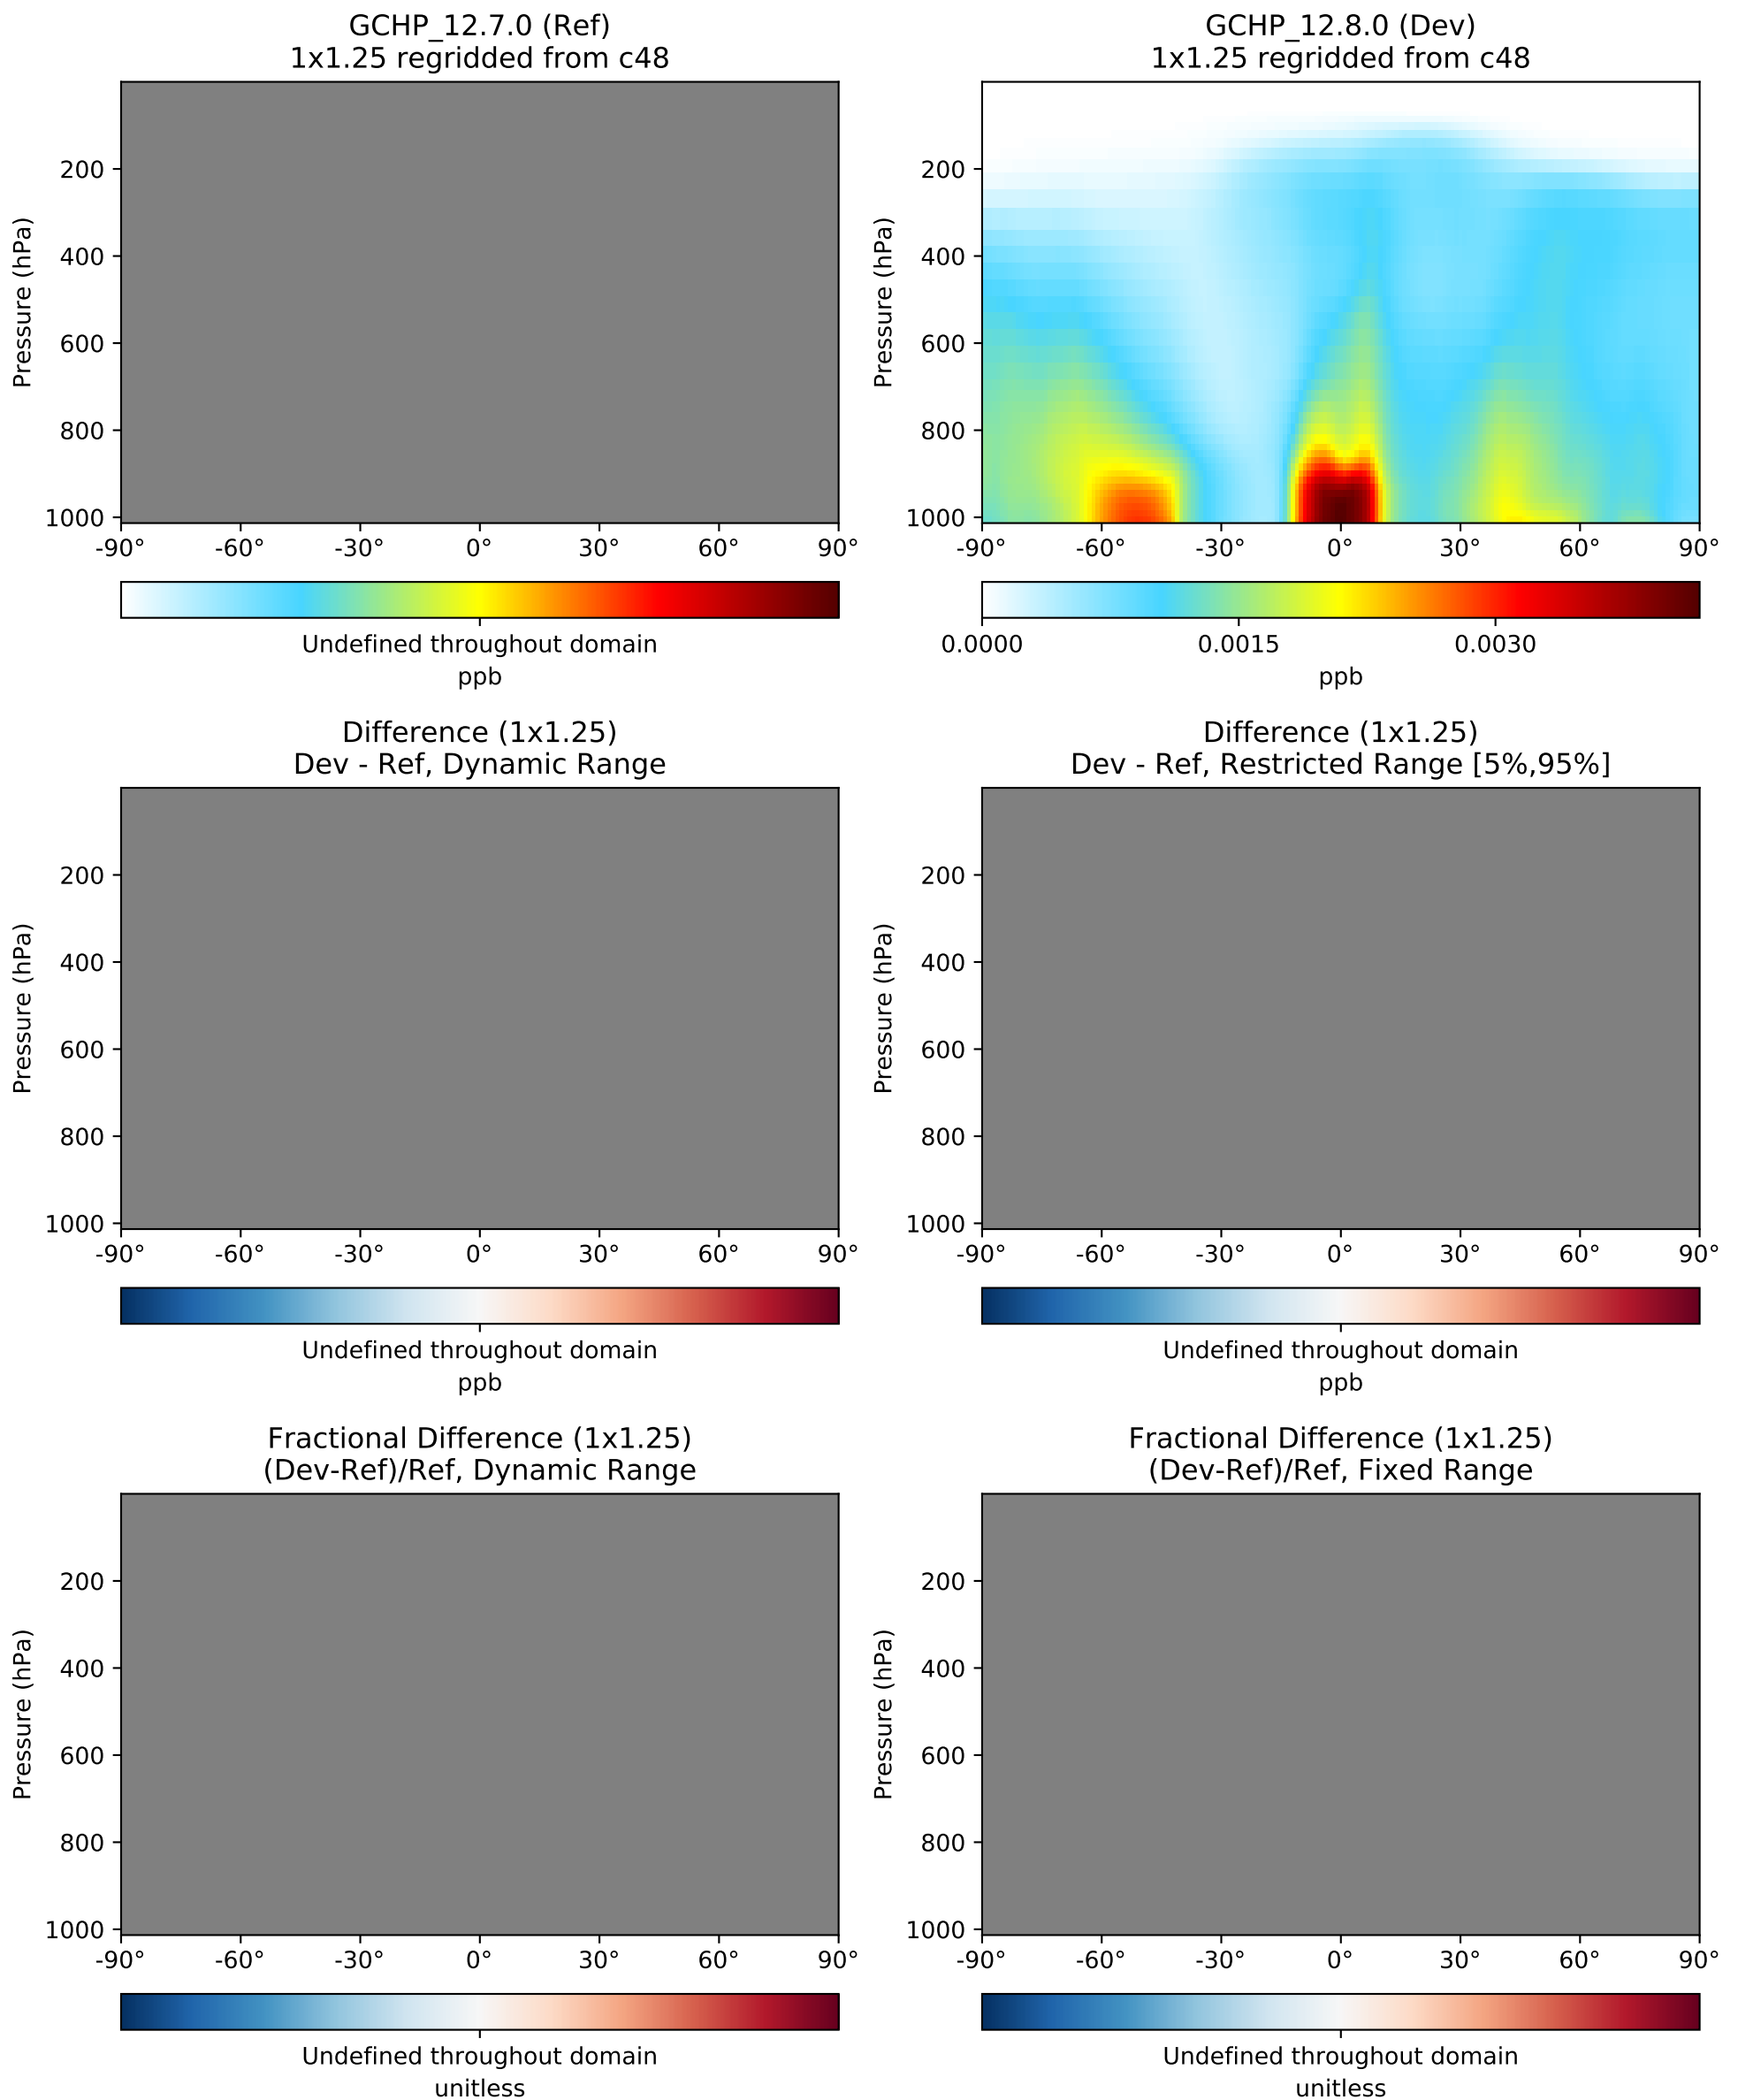 GCHP_12.7.0 (Ref)
1x1.25 regridded from c48
Pressure (hPa)
200
400
600
800
1000
-90° -60° -30° 0° 30° 60° 90°
Undefined throughout domain
ppb
GCHP_12.8.0 (Dev)
1x1.25 regridded from c48
Pressure (hPa)
200
400
600
800
1000
-90° -60° -30° 0° 30° 60° 90°
0.0000 0.0015 0.0030
ppb
Difference (1x1.25)
Dev - Ref, Dynamic Range
Pressure (hPa)
200
400
600
800
1000
-90° -60° -30° 0° 30° 60° 90°
Undefined throughout domain
ppb
Difference (1x1.25)
Dev - Ref, Restricted Range [5%,95%]
Pressure (hPa)
200
400
600
800
1000
-90° -60° -30° 0° 30° 60° 90°
Undefined throughout domain
ppb
Fractional Difference (1x1.25)
(Dev-Ref)/Ref, Dynamic Range
Pressure (hPa)
200
400
600
800
1000
-90° -60° -30° 0° 30° 60° 90°
Undefined throughout domain
unitless
Fractional Difference (1x1.25)
(Dev-Ref)/Ref, Fixed Range
Pressure (hPa)
200
400
600
800
1000
-90° -60° -30° 0° 30° 60° 90°
Undefined throughout domain
unitless